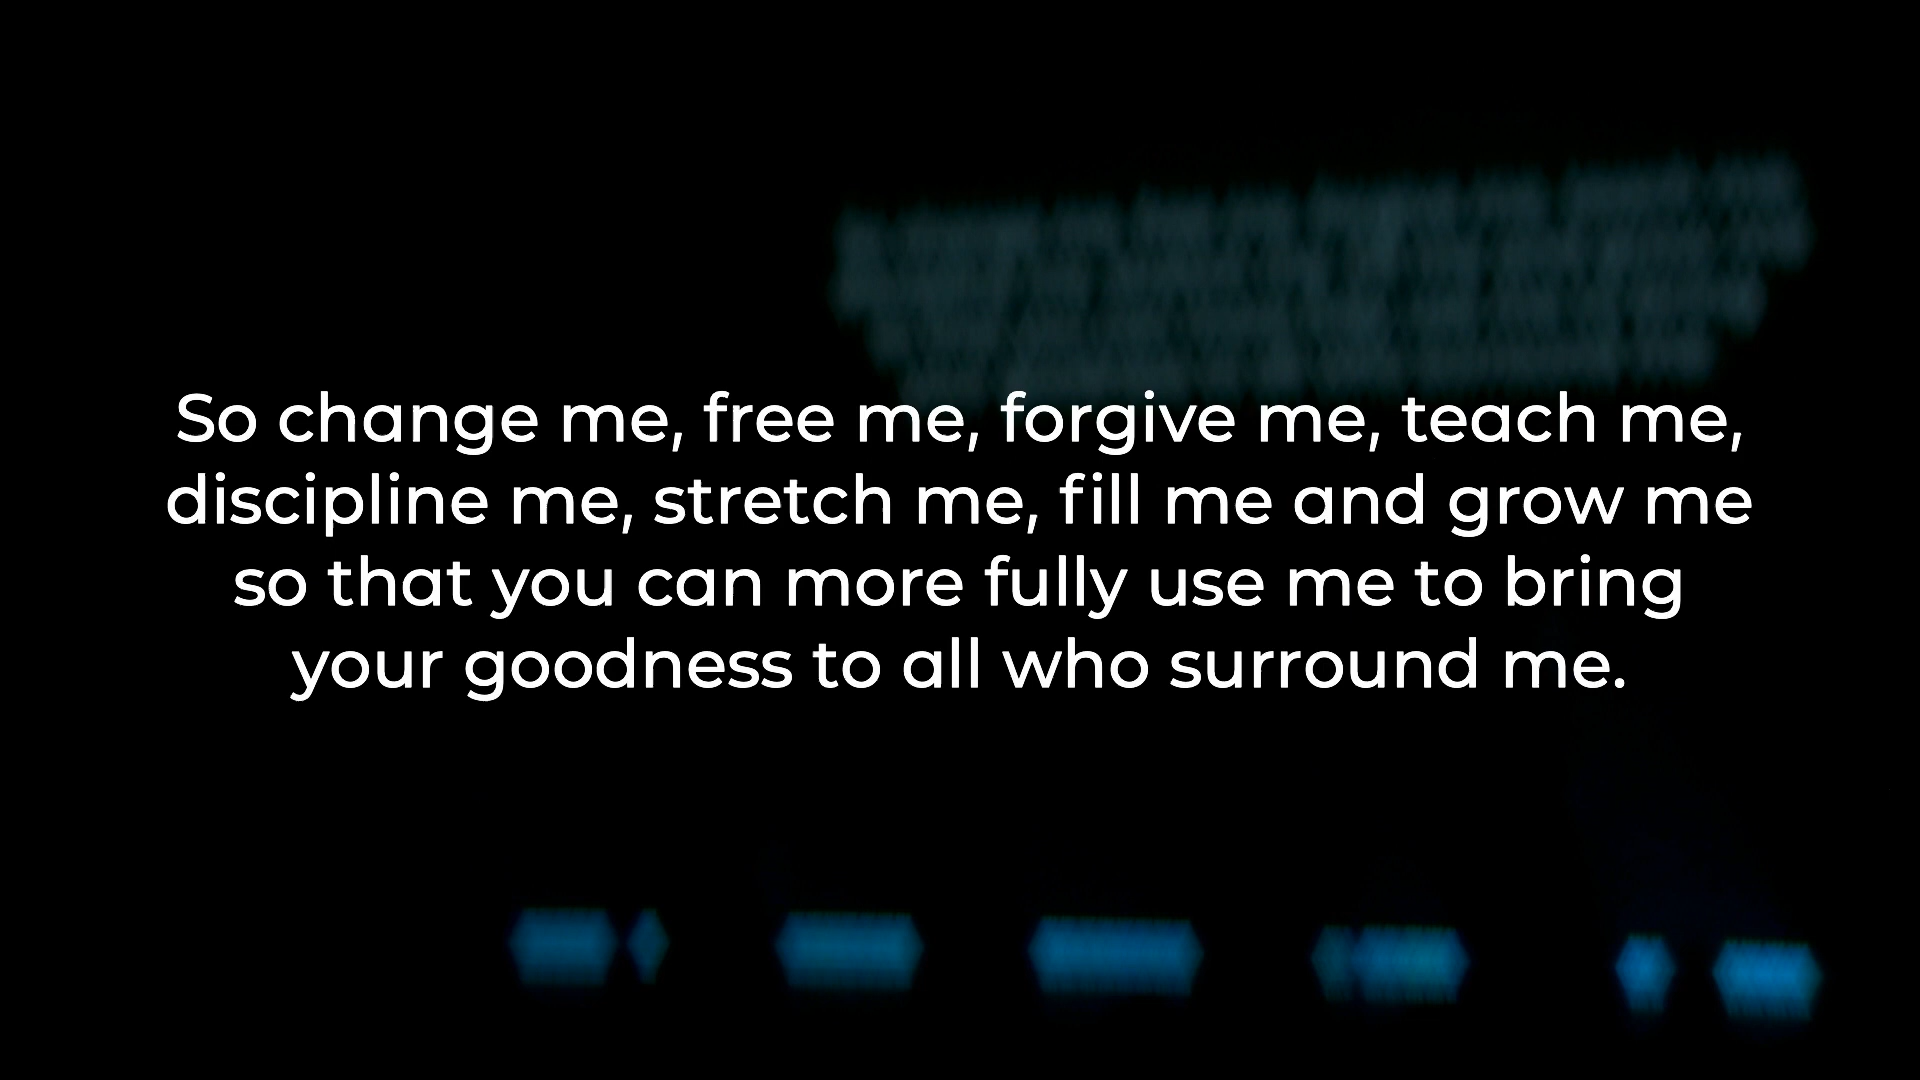 So change me, free me, forgive me, teach me,
discipline me, stretch me, fill me and grow me
so that you can more fully use me to bring
your goodness to all who surround me.